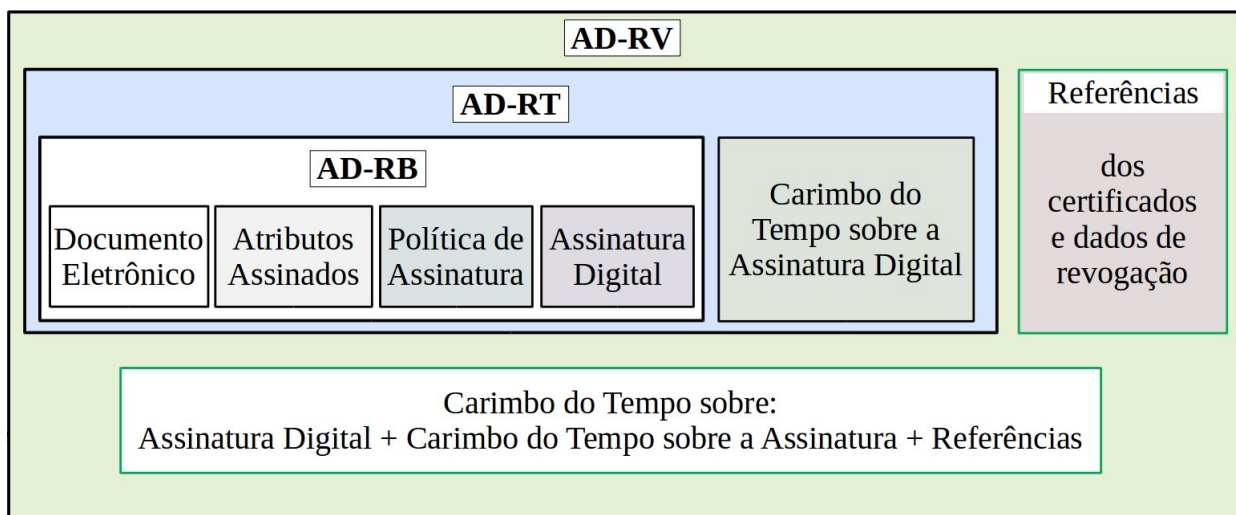 AD-RV
AD-RT
AD-RB
Documento
Eletrônico
Atributos
Assinados
Política de
Assinatura
Assinatura
Digital
Carimbo do
Tempo sobre a
Assinatura Digital
Referências
dos
certificados
e dados de
revogação
Carimbo do Tempo sobre:
Assinatura Digital + Carimbo do Tempo sobre a Assinatura + Referências